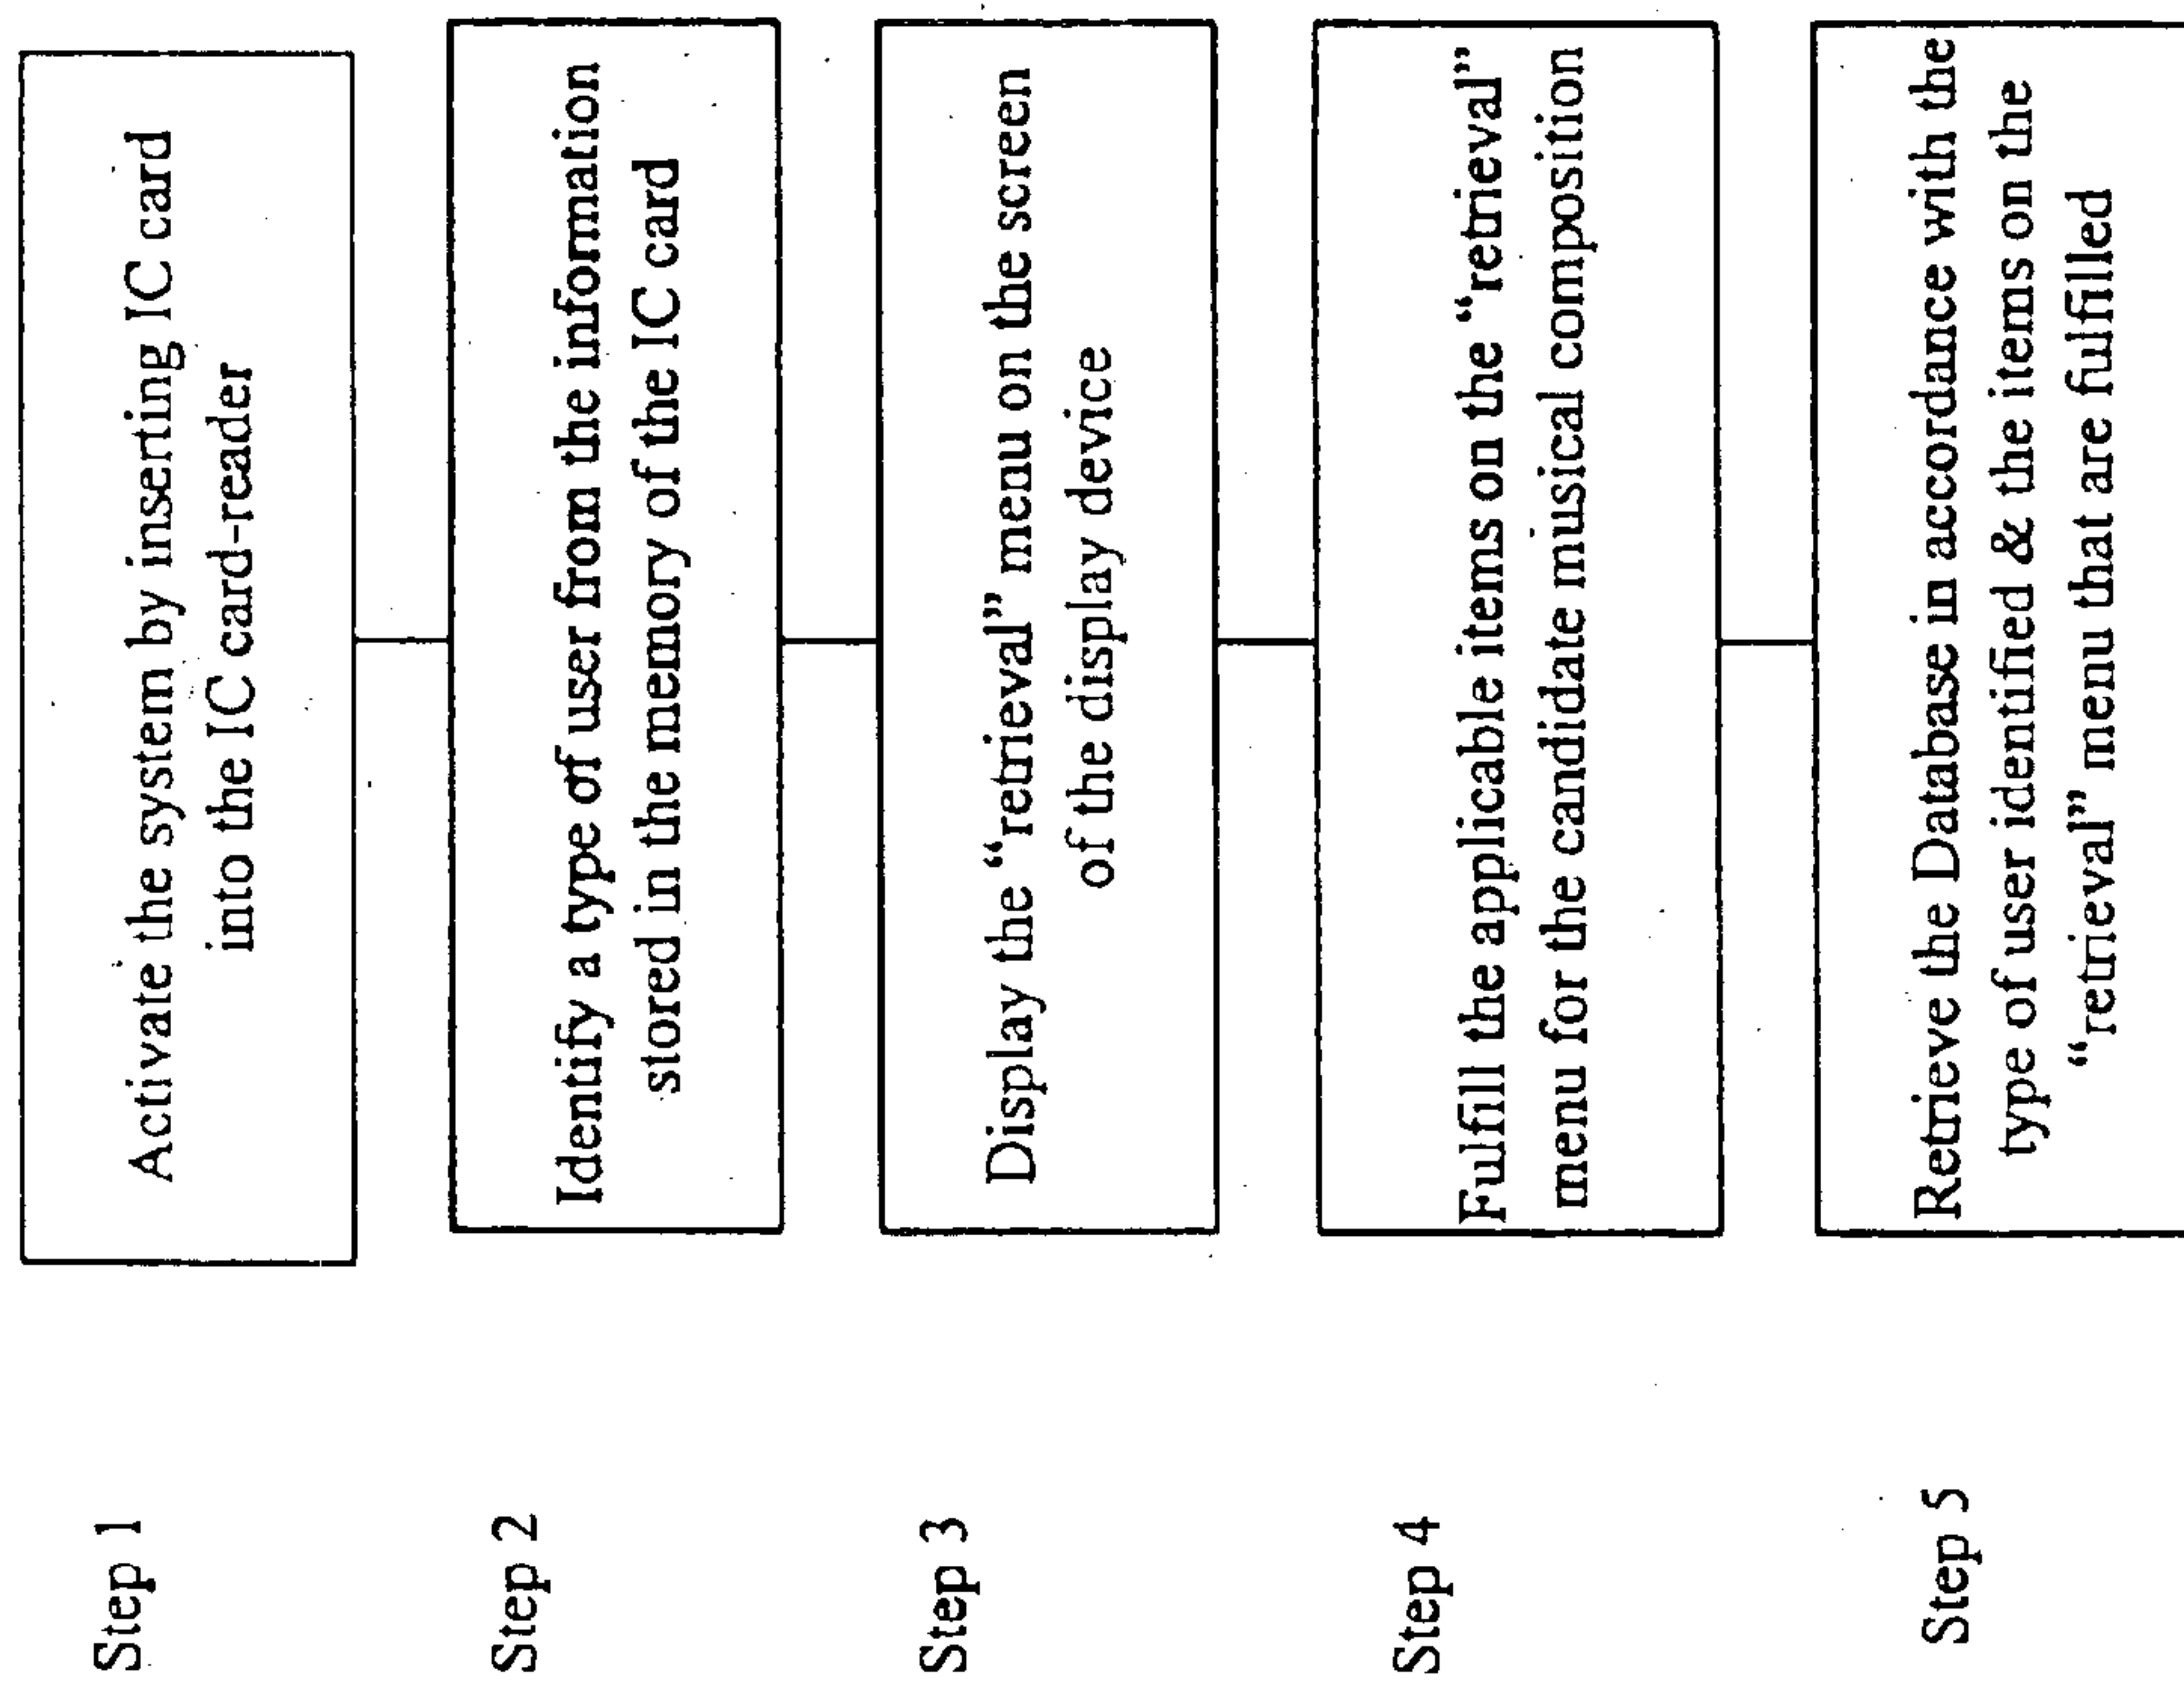 Step 1
Activate the system by inserting IC card
into the IC card-reader
Step 2
Identify a type of user from the information
stored in the memory of the IC card
Step 3
Display the “retrieval” menu on the screen
of the display device
Step 4
Fulfill the applicable items on the “retrieval”
menu for the candidate musical composition
Step 5
Retrieve the Database in accordance with the
type of user identified & the items on the
“retrieval” menu that are fulfilled